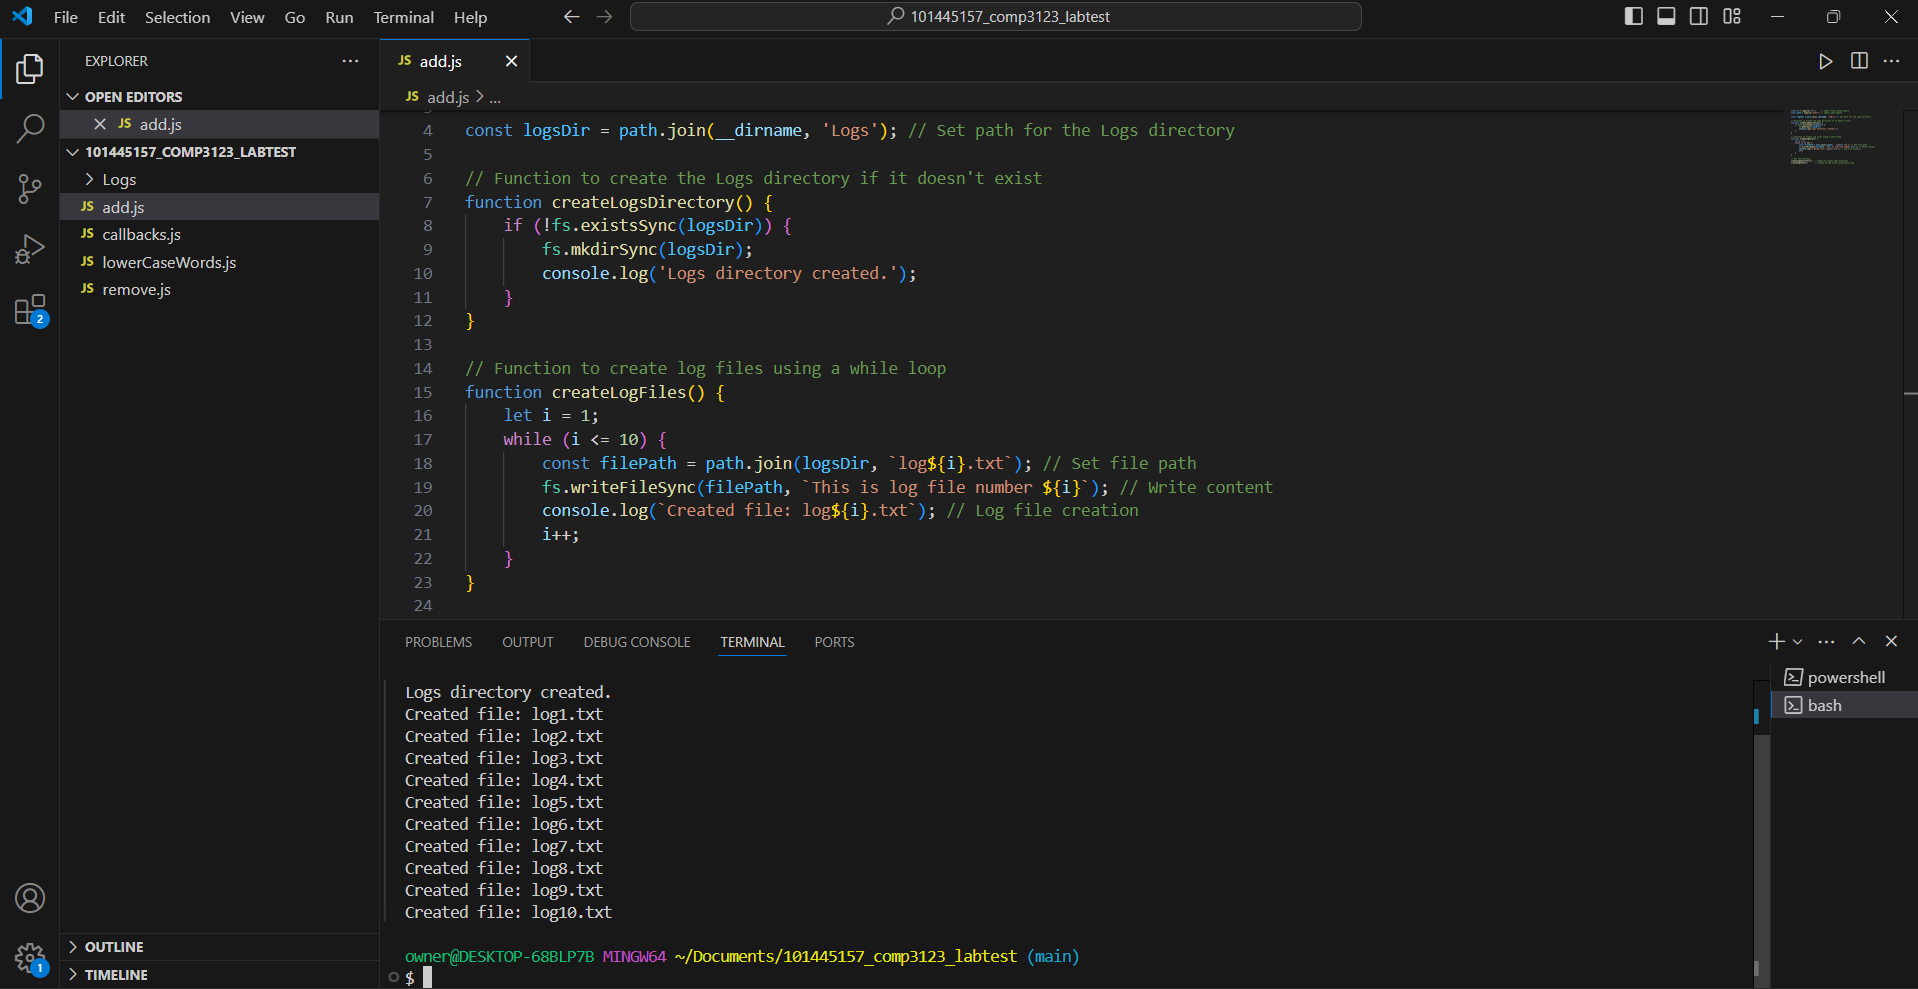 File Edit Selection View Go Run Terminal Help
101445157_comp3123_labtest
EXPLORER
OPEN EDITORS
JS add.js
101445157_COMP3123_LABTEST
Logs
JS add.js
JS callbacks.js
JS lowerCaseWords.js
JS remove.js
2
1
OUTLINE
TIMELINE
JS add.js
JS add.js > ...
4 const logsDir = path.join(__dirname, 'Logs'); // Set path for the Logs directory
5
6 // Function to create the Logs directory if it doesn't exist
7 function createLogsDirectory() {
8 if (!fs.existsSync(logsDir)) {
9 fs.mkdirSync(logsDir);
10 console.log('Logs directory created.');
11 }
12 }
13
14 // Function to create log files using a while loop
15 function createLogFiles() {
16 let i = 1;
17 while (i <= 10) {
18 const filePath = path.join(logsDir, `log${i}.txt`); // Set file path
19 fs.writeFileSync(filePath, `This is log file number ${i}`); // Write content
20 console.log(`Created file: log${i}.txt`); // Log file creation
21 i++;
22 }
23 }
24
PROBLEMS OUTPUT DEBUG CONSOLE TERMINAL PORTS
Logs directory created.
Created file: log1.txt
Created file: log2.txt
Created file: log3.txt
Created file: log4.txt
Created file: log5.txt
Created file: log6.txt
Created file: log7.txt
Created file: log8.txt
Created file: log9.txt
Created file: log10.txt
owner@DESKTOP-68BLP7B MINGW64 ~/Documents/101445157_comp3123_labtest (main)
$
powershell
bash